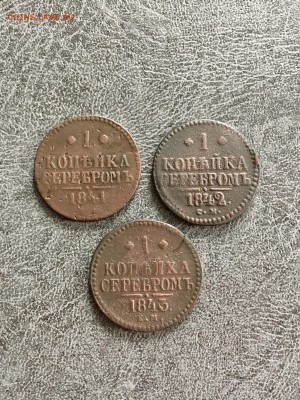 · 1 ·
КОПѢЙКА
СЕРЕБРОМЪ
1841
· 1 ·
КОПѢЙКА
СЕРЕБРОМЪ
1842
С.М.
· 1 ·
КОПѢЙКА
СЕРЕБРОМЪ
1843
Е.М.